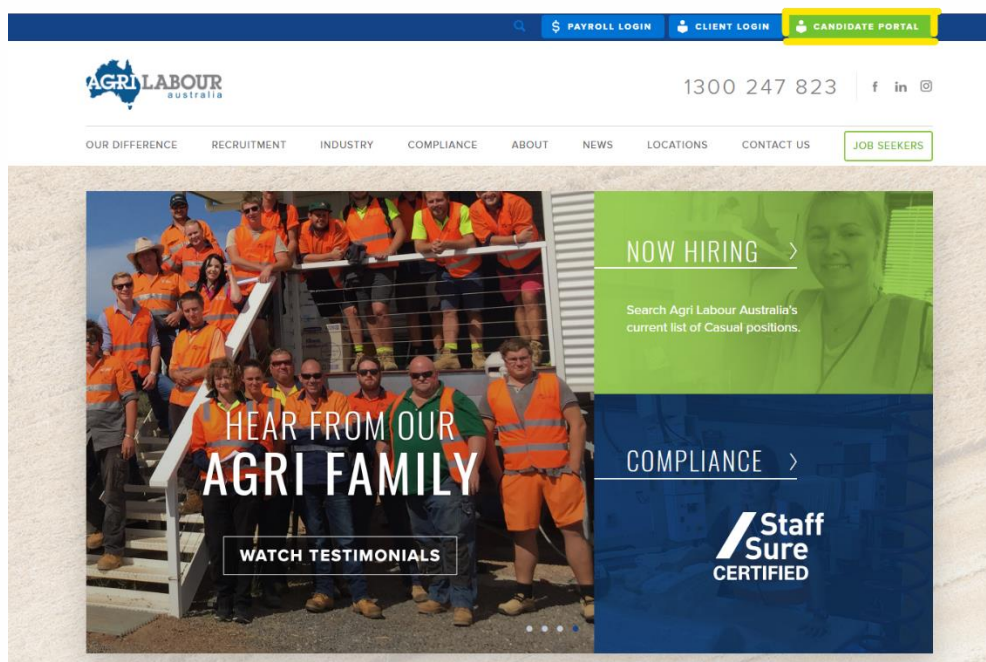 $ PAYROLL LOGIN
CLIENT LOGIN
CANDIDATE PORTAL
AGRI LABOUR
australia
1300 247 823
f in
OUR DIFFERENCE
RECRUITMENT
INDUSTRY
COMPLIANCE
ABOUT
NEWS
LOCATIONS
CONTACT US
JOB SEEKERS
HEAR FROM OUR
AGRI FAMILY
WATCH TESTIMONIALS
NOW HIRING >
Search Agri Labour Australia's
current list of Casual positions.
COMPLIANCE >
Staff
Sure
CERTIFIED